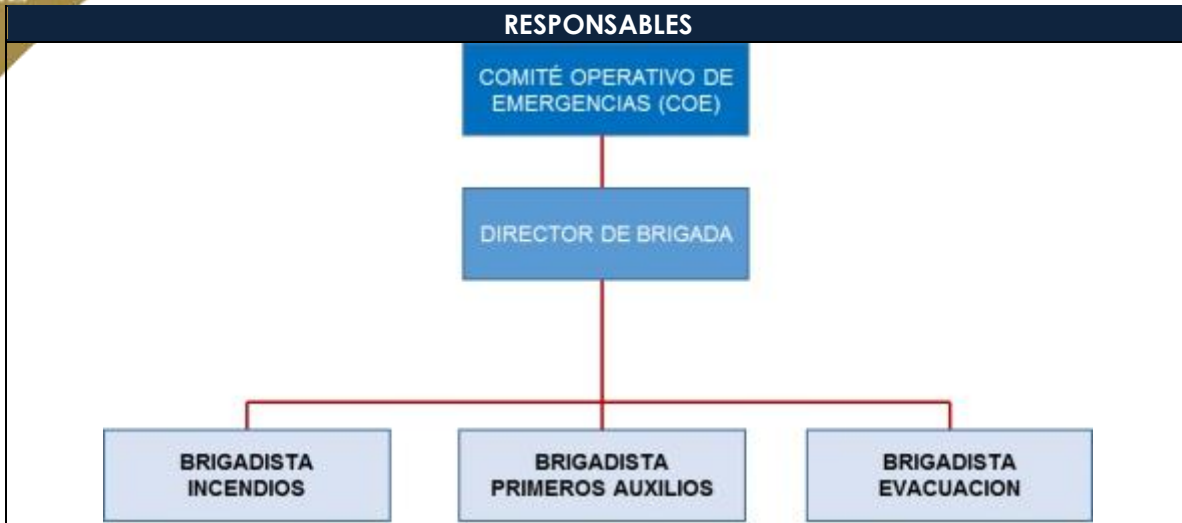 RESPONSABLES
COMITÉ OPERATIVO DE
EMERGENCIAS (COE)
DIRECTOR DE BRIGADA
BRIGADISTA
INCENDIOS
BRIGADISTA
PRIMEROS AUXILIOS
BRIGADISTA
EVACUACION